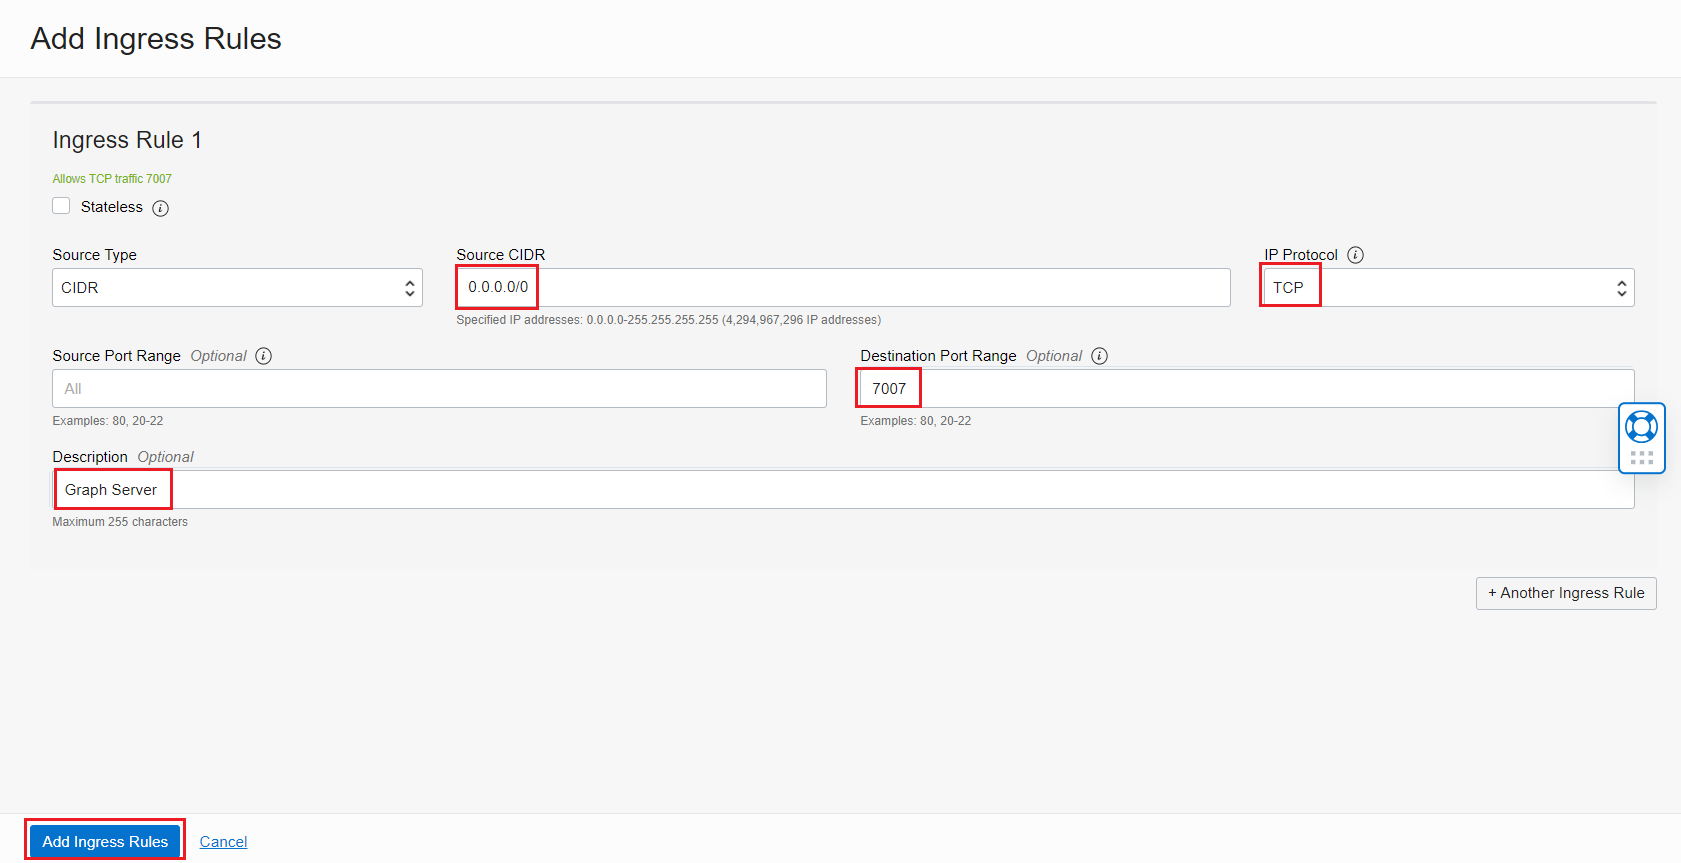 Add Ingress Rules
Ingress Rule 1
Allows TCP traffic 7007
Stateless
Source Type
Source CIDR
IP Protocol
CIDR
0.0.0.0/0
TCP
Specified IP addresses: 0.0.0.0-255.255.255.255 (4,294,967,296 IP addresses)
Source Port Range Optional
Destination Port Range Optional
All
7007
Examples: 80, 20-22
Examples: 80, 20-22
Description Optional
Graph Server
Maximum 255 characters
+ Another Ingress Rule
Add Ingress Rules
Cancel